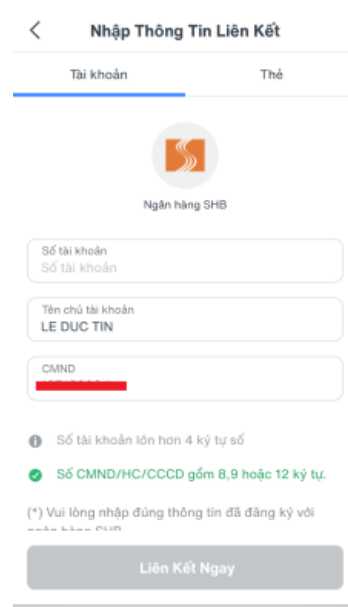 Nhập Thông Tin Liên Kết
Tài khoản
Thẻ
Ngân hàng SHB
Số tài khoản
Số tài khoản
Tên chủ tài khoản
LE DUC TIN
CMND
Số tài khoản lớn hơn 4 ký tự số
Số CMND/HC/CCCD gồm 8,9 hoặc 12 ký tự.
(*) Vui lòng nhập đúng thông tin đã đăng ký với
ngân hàng SHB
Liên Kết Ngay